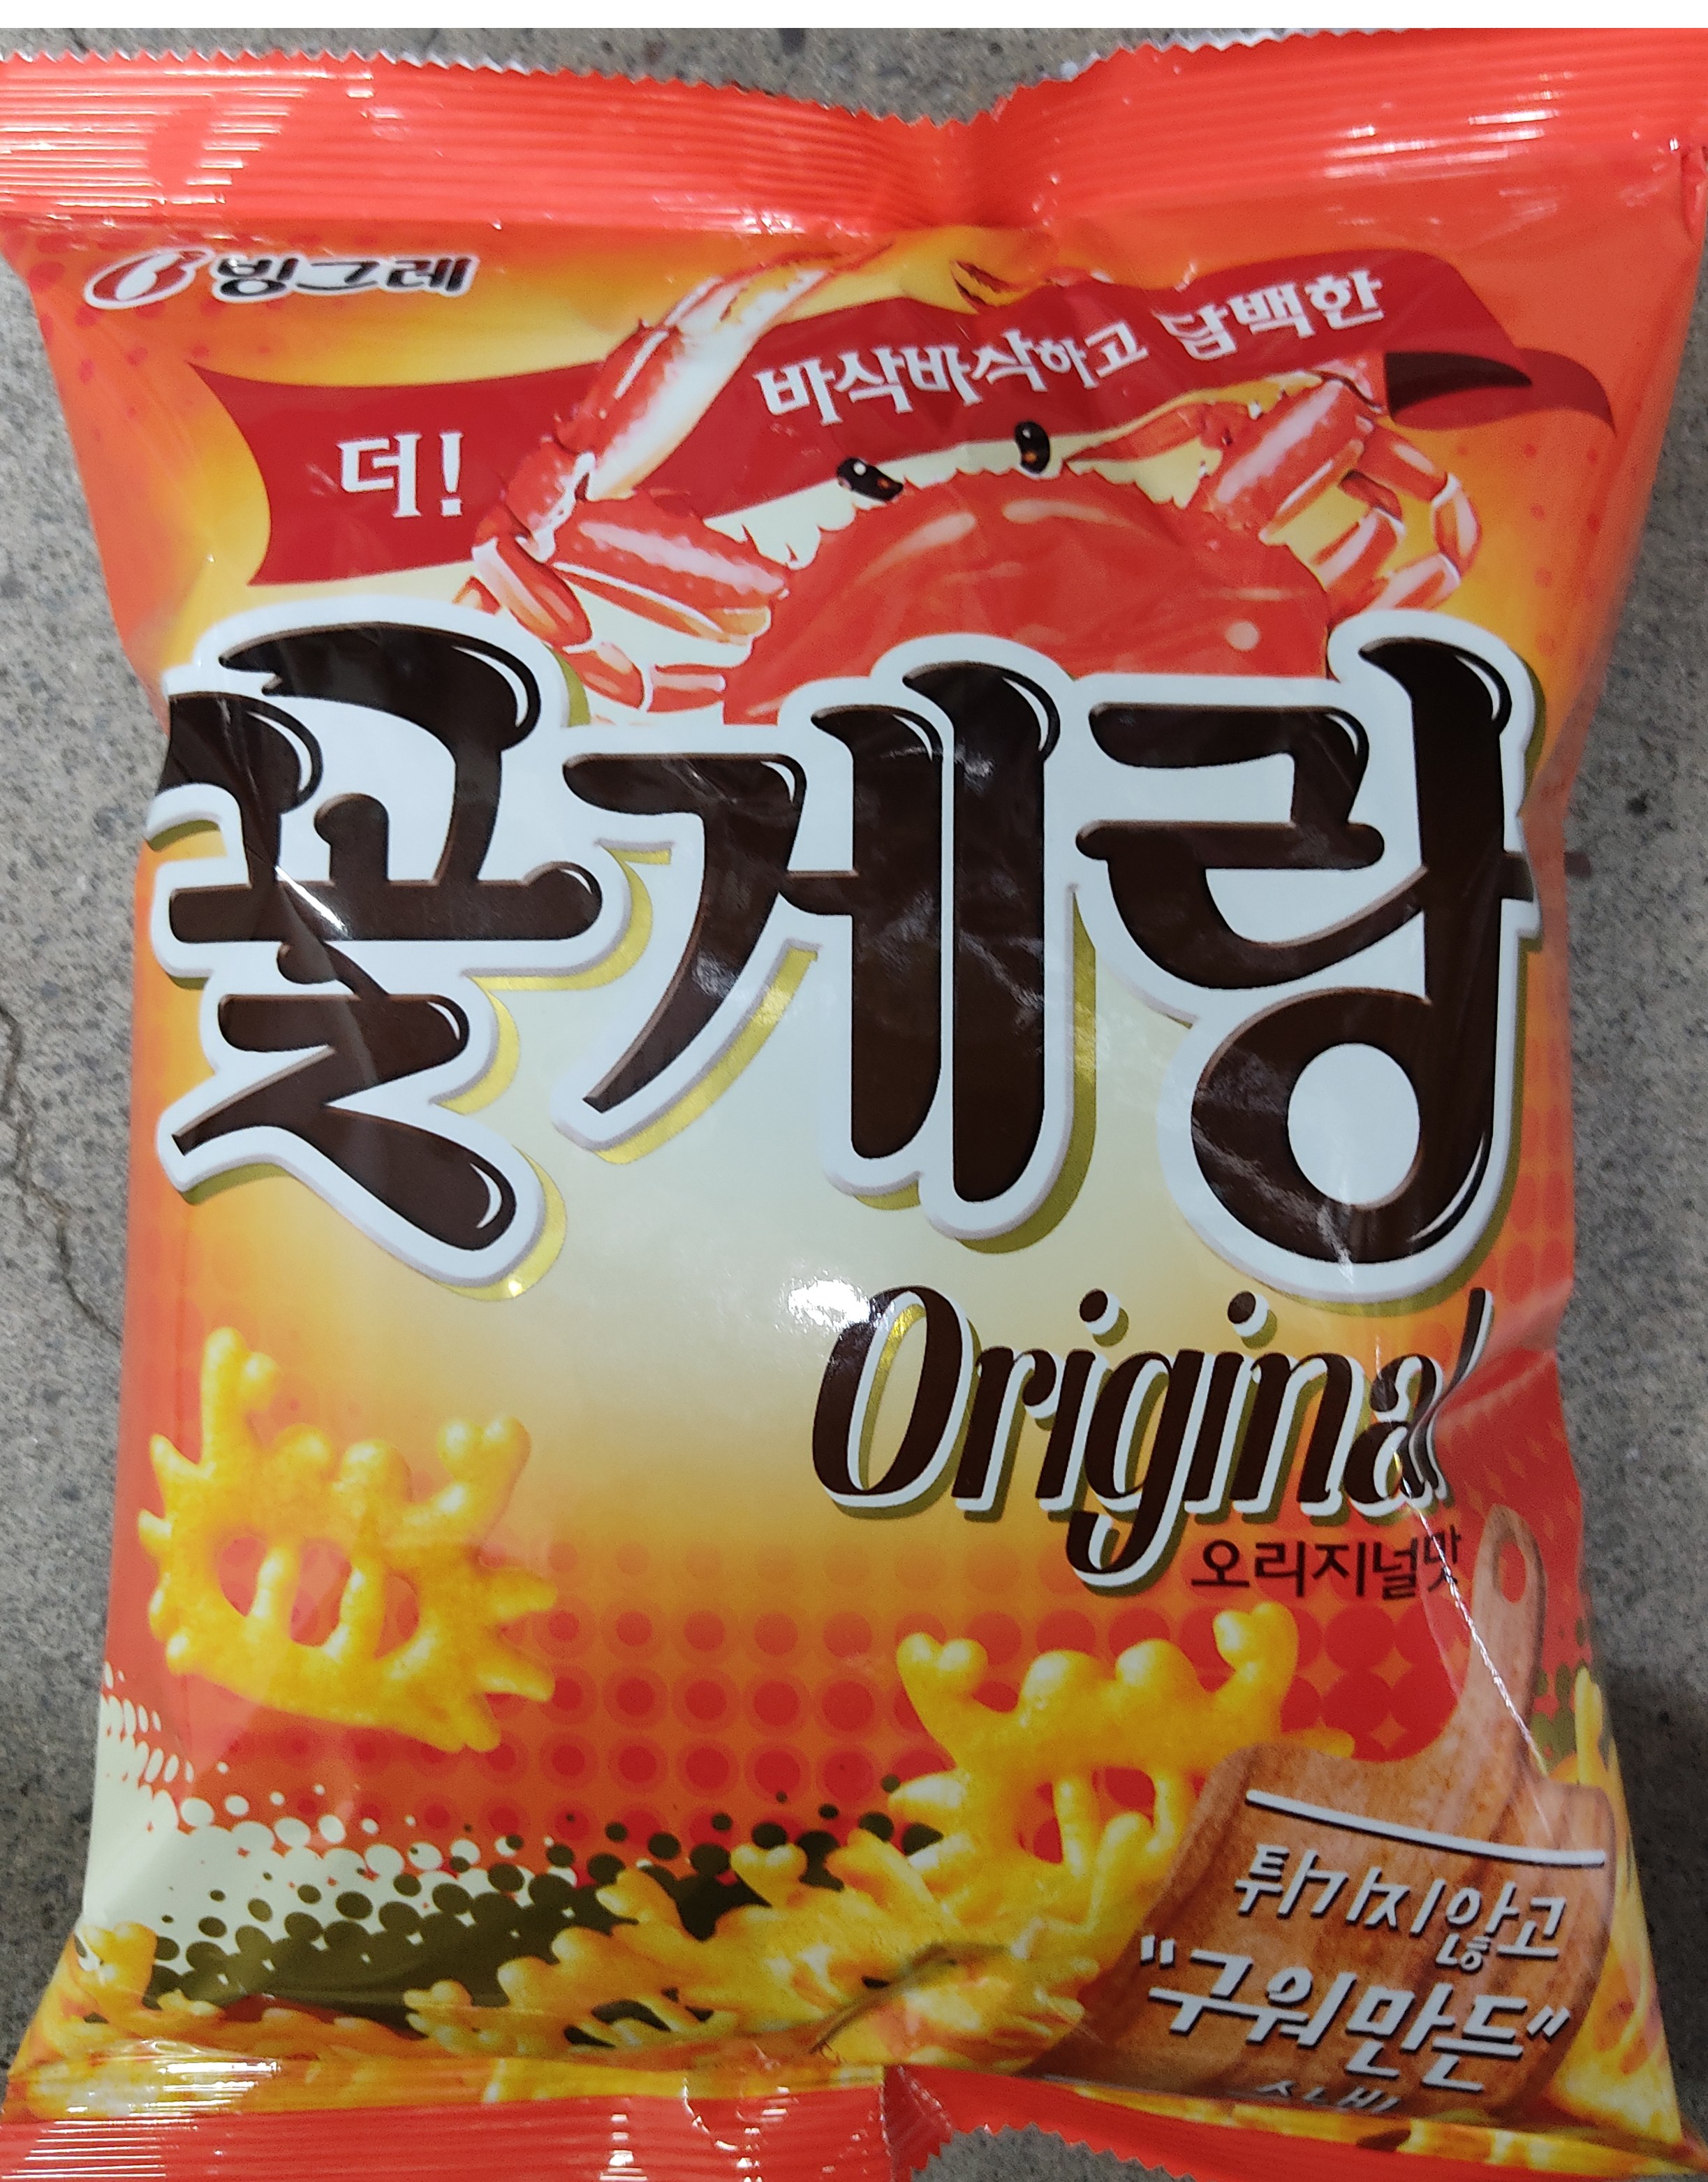 빙그레
더! 바삭바삭하고 담백한
꽃게랑
Original
오리지널맛
튀기지않고
"구워만든"